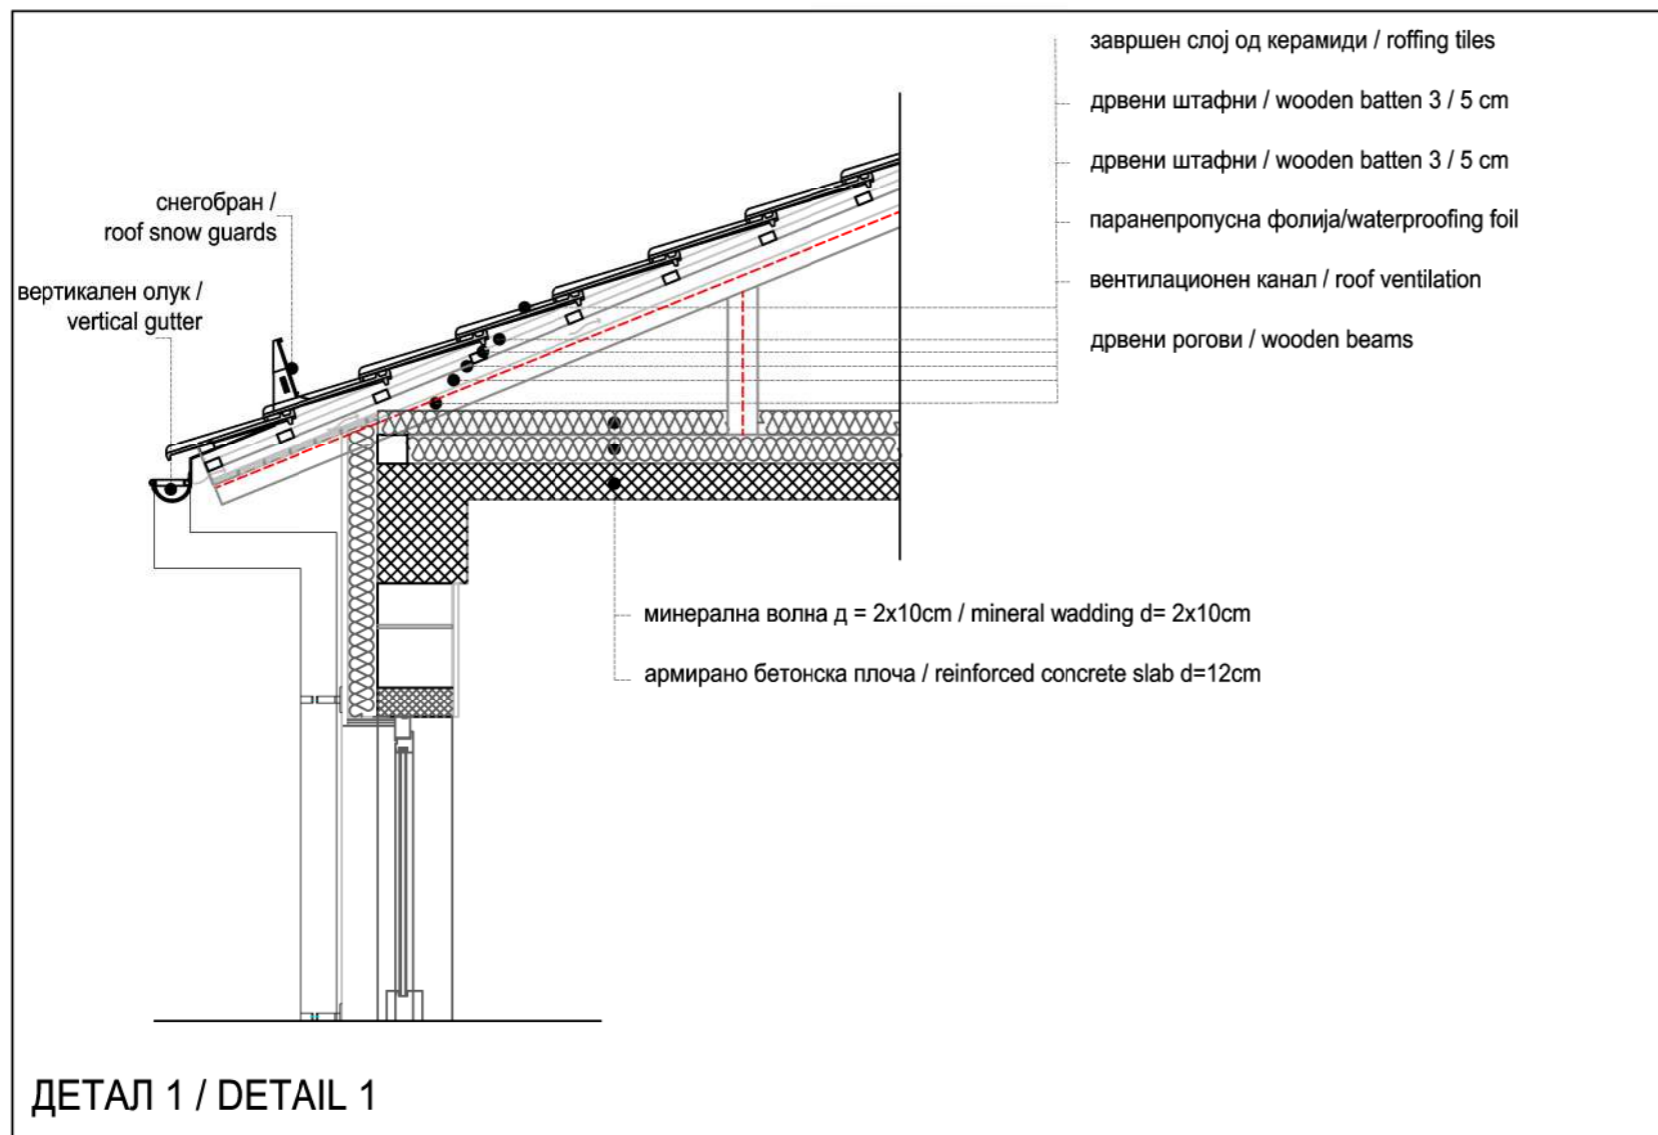 завршен слој од керамиди / roffing tiles
дрвени штафни / wooden batten 3 / 5 cm
дрвени штафни / wooden batten 3 / 5 cm
паранепропусна фолија/waterproofing foil
вентилационен канал / roof ventilation
дрвени рогови / wooden beams
снегобран /
roof snow guards
вертикален олук /
vertical gutter
минерална волна д = 2x10cm / mineral wadding d= 2x10cm
армирано бетонска плоча / reinforced concrete slab d=12cm
ДЕТАЛ 1 / DETAIL 1